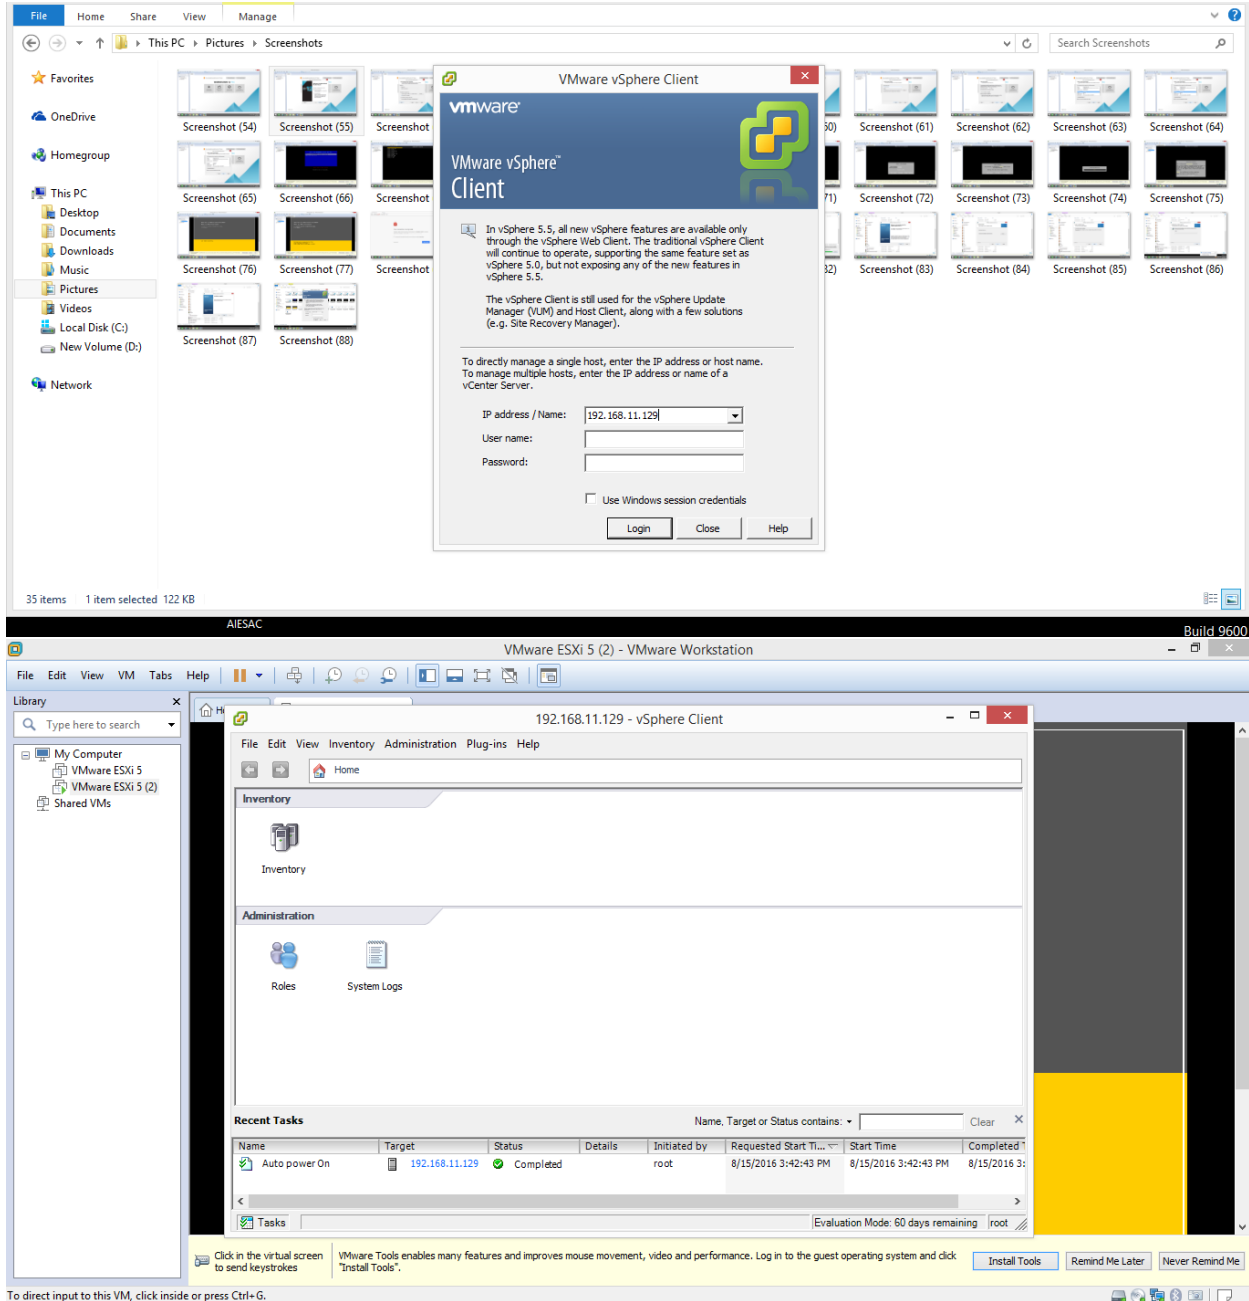 File Home Share View Manage
This PC Pictures Screenshots Search Screenshots
Favorites
OneDrive
Homegroup
This PC
Desktop
Documents
Downloads
Music
Pictures
Videos
Local Disk (C:)
New Volume (D:)
Network
Screenshot (54) Screenshot (55) Screenshot 60) Screenshot (61) Screenshot (62) Screenshot (63) Screenshot (64)
Screenshot (65) Screenshot (66) Screenshot 71) Screenshot (72) Screenshot (73) Screenshot (74) Screenshot (75)
Screenshot (76) Screenshot (77) Screenshot 82) Screenshot (83) Screenshot (84) Screenshot (85) Screenshot (86)
Screenshot (87) Screenshot (88)
VMware vSphere Client
vmware
VMware vSphere™
Client
In vSphere 5.5, all new vSphere features are available only
through the vSphere Web Client. The traditional vSphere Client
will continue to operate, supporting the same feature set as
vSphere 5.0, but not exposing any of the new features in
vSphere 5.5.
The vSphere Client is still used for the vSphere Update
Manager (VUM) and Host Client, along with a few solutions
(e.g. Site Recovery Manager).
To directly manage a single host, enter the IP address or host name.
To manage multiple hosts, enter the IP address or name of a
vCenter Server.
IP address / Name: 192.168.11.129
User name:
Password:
Use Windows session credentials
Login Close Help
35 items 1 item selected 122 KB
AIESAC
Build 9600
VMware ESXi 5 (2) - VMware Workstation
File Edit View VM Tabs Help
Library
Type here to search
My Computer
VMware ESXi 5
VMware ESXi 5 (2)
Shared VMs
192.168.11.129 - vSphere Client
File Edit View Inventory Administration Plug-ins Help
Home
Inventory
Inventory
Administration
Roles System Logs
Recent Tasks Name, Target or Status contains: Clear
Name Target Status Details Initiated by Requested Start Ti... Start Time Completed T
Auto power On 192.168.11.129 Completed root 8/15/2016 3:42:43 PM 8/15/2016 3:42:43 PM 8/15/2016 3:
Tasks Evaluation Mode: 60 days remaining root
Click in the virtual screen
to send keystrokes
VMware Tools enables many features and improves mouse movement, video and performance. Log in to the guest operating system and click
"Install Tools".
Install Tools Remind Me Later Never Remind Me
To direct input to this VM, click inside or press Ctrl+G.